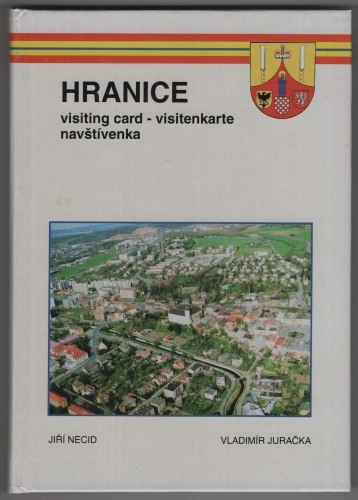 HRANICE
visiting card - visitenkarte
navštívenka
JIŘÍ NECID
VLADIMÍR JURAČKA